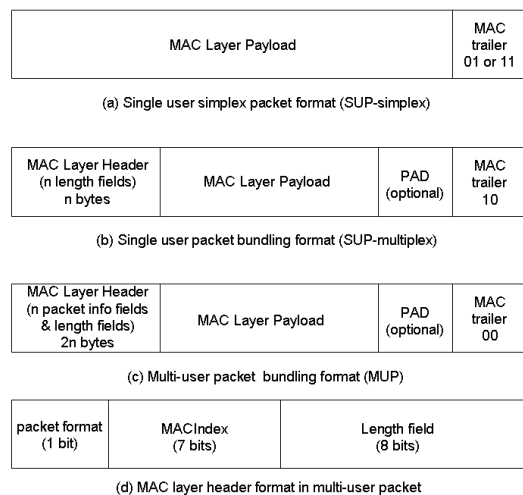 MAC Layer Payload
MAC
trailer
01 or 11
(a) Single user simplex packet format (SUP-simplex)
MAC Layer Header
(n length fields)
n bytes
MAC Layer Payload
PAD
(optional)
MAC
trailer
10
(b) Single user packet bundling format (SUP-multiplex)
MAC Layer Header
(n packet info fields
& length fields)
2n bytes
MAC Layer Payload
PAD
(optional)
MAC
trailer
00
(c) Multi-user packet bundling format (MUP)
packet format
(1 bit)
MACIndex
(7 bits)
Length field
(8 bits)
(d) MAC layer header format in multi-user packet